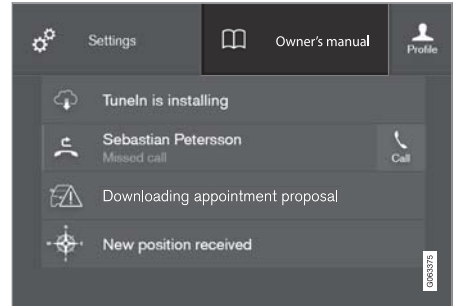 Settings
Owner's manual
Profile
TuneIn is installing
Sebastian Petersson
Missed call
Call
Downloading appointment proposal
New position received
G063375